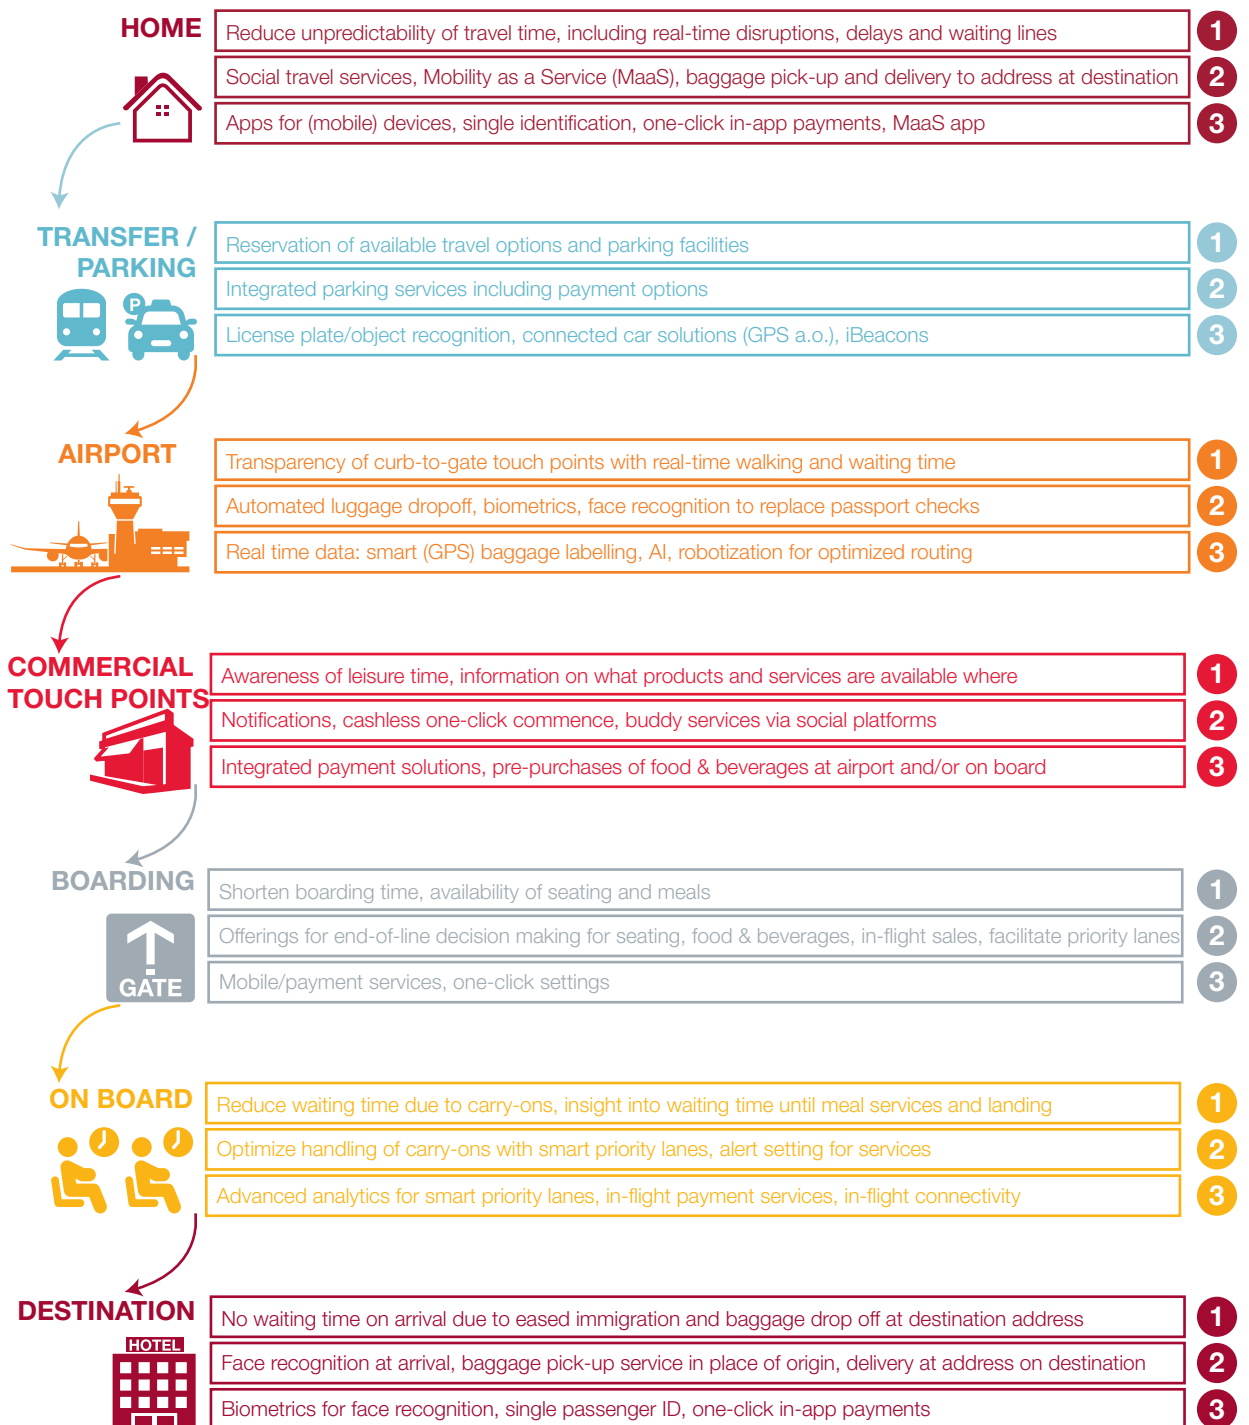 HOME
Reduce unpredictability of travel time, including real-time disruptions, delays and waiting lines
1
Social travel services, Mobility as a Service (MaaS), baggage pick-up and delivery to address at destination
2
Apps for (mobile) devices, single identification, one-click in-app payments, MaaS app
3
TRANSFER /
PARKING
P
Reservation of available travel options and parking facilities
1
Integrated parking services including payment options
2
License plate/object recognition, connected car solutions (GPS a.o.), iBeacons
3
AIRPORT
Transparency of curb-to-gate touch points with real-time walking and waiting time
1
Automated luggage dropoff, biometrics, face recognition to replace passport checks
2
Real time data: smart (GPS) baggage labelling, AI, robotization for optimized routing
3
COMMERCIAL
TOUCH POINTS
Awareness of leisure time, information on what products and services are available where
1
Notifications, cashless one-click commence, buddy services via social platforms
2
Integrated payment solutions, pre-purchases of food & beverages at airport and/or on board
3
BOARDING
GATE
Shorten boarding time, availability of seating and meals
1
Offerings for end-of-line decision making for seating, food & beverages, in-flight sales, facilitate priority lanes
2
Mobile/payment services, one-click settings
3
ON BOARD
Reduce waiting time due to carry-ons, insight into waiting time until meal services and landing
1
Optimize handling of carry-ons with smart priority lanes, alert setting for services
2
Advanced analytics for smart priority lanes, in-flight payment services, in-flight connectivity
3
DESTINATION
HOTEL
No waiting time on arrival due to eased immigration and baggage drop off at destination address
1
Face recognition at arrival, baggage pick-up service in place of origin, delivery at address on destination
2
Biometrics for face recognition, single passenger ID, one-click in-app payments
3